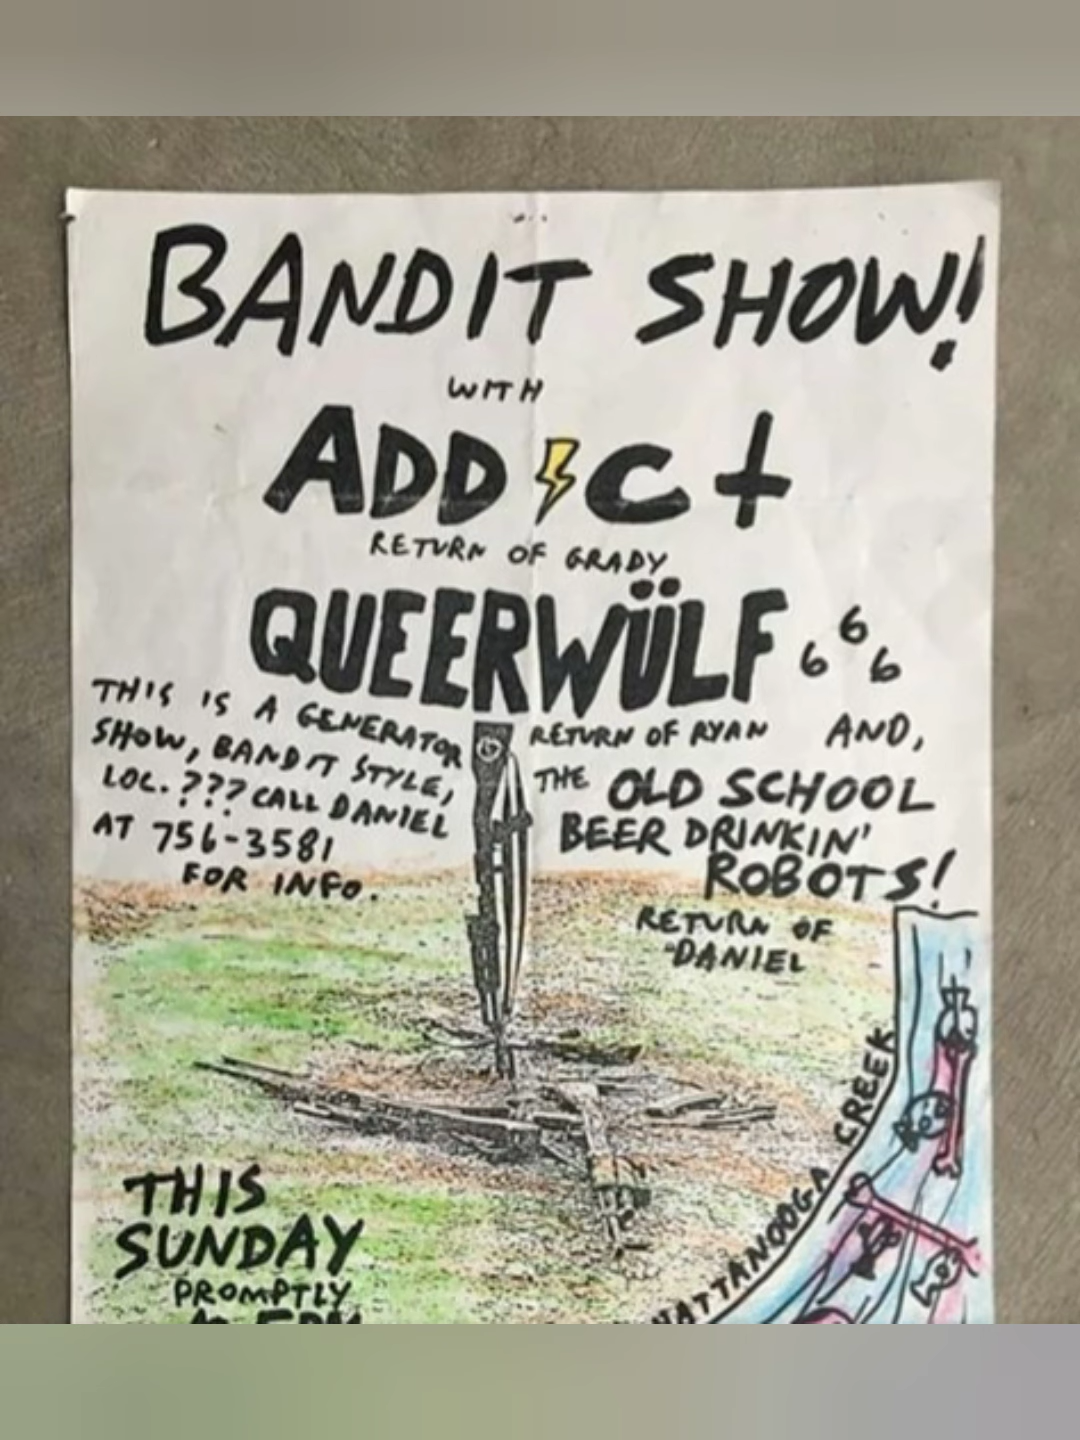 BANDIT SHOW!
WITH
ADD⚡CT
RETURN OF GRADY
QUEERWÜLF 666
THIS IS A GENERATOR
SHOW, BANDIT STYLE,
LOC. ??? CALL DANIEL
AT 756-3581
FOR INFO.
RETURN OF RYAN AND,
THE OLD SCHOOL
BEER DRINKIN'
ROBOTS!
RETURN OF
DANIEL
CHATTANOOGA CREEK
THIS
SUNDAY
PROMPTLY